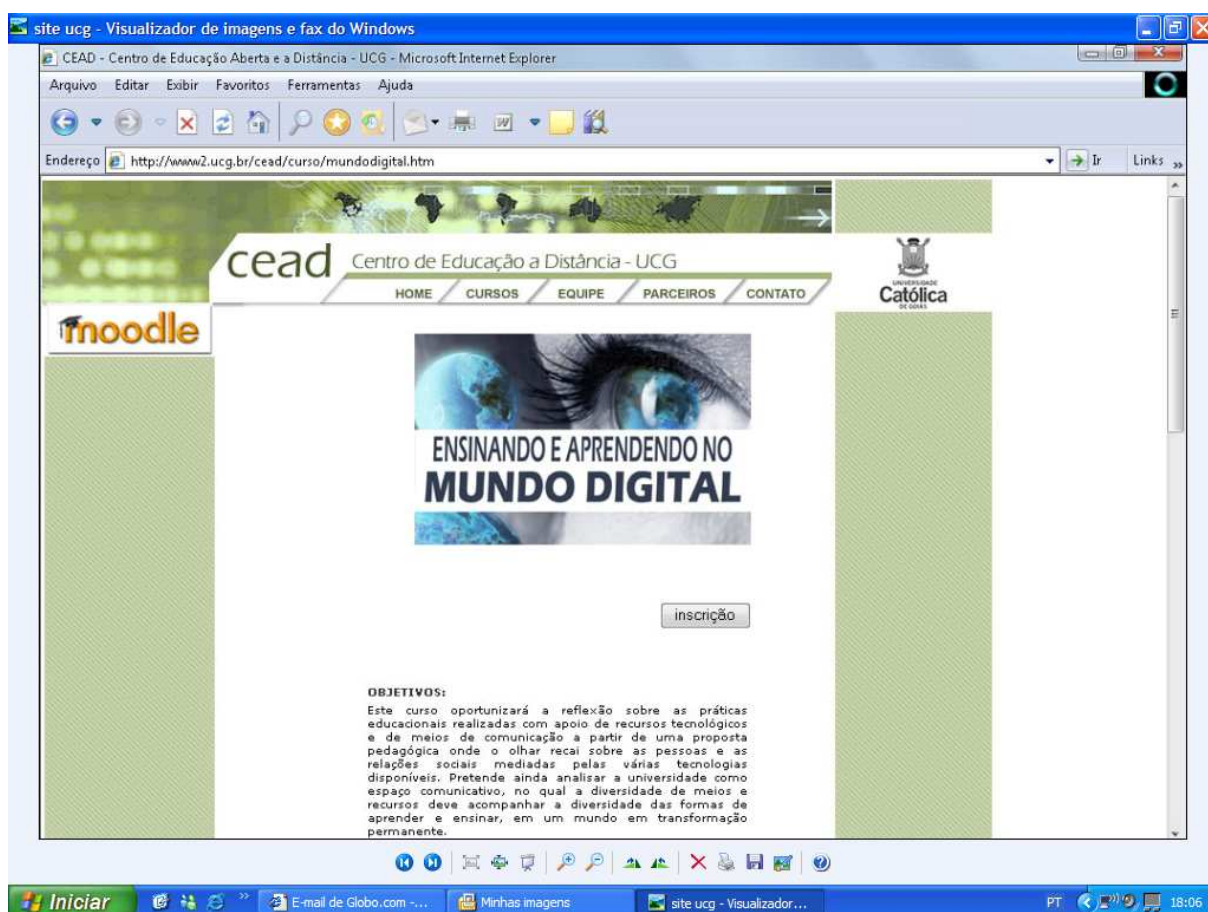 site ucg - Visualizador de imagens e fax do Windows
CEAD - Centro de Educação Aberta e a Distância - UCG - Microsoft Internet Explorer
Arquivo Editar Exibir Favoritos Ferramentas Ajuda
Endereço http://www2.ucg.br/cead/curso/mundodigital.htm Ir Links »
cead Centro de Educação a Distância - UCG
HOME CURSOS EQUIPE PARCEIROS CONTATO
UNIVERSIDADE
Católica
DE GOIÁS
moodle
ENSINANDO E APRENDENDO NO
MUNDO DIGITAL
inscrição
OBJETIVOS:
Este curso oportunizará a reflexão sobre as práticas
educacionais realizadas com apoio de recursos tecnológicos
e de meios de comunicação a partir de uma proposta
pedagógica onde o olhar recai sobre as pessoas e as
relações sociais mediadas pelas várias tecnologias
disponíveis. Pretende ainda analisar a universidade como
espaço comunicativo, no qual a diversidade de meios e
recursos deve acompanhar a diversidade das formas de
aprender e ensinar, em um mundo em transformação
permanente.
Iniciar » E-mail de Globo.com -... Minhas imagens site ucg - Visualizador... PT 18:06